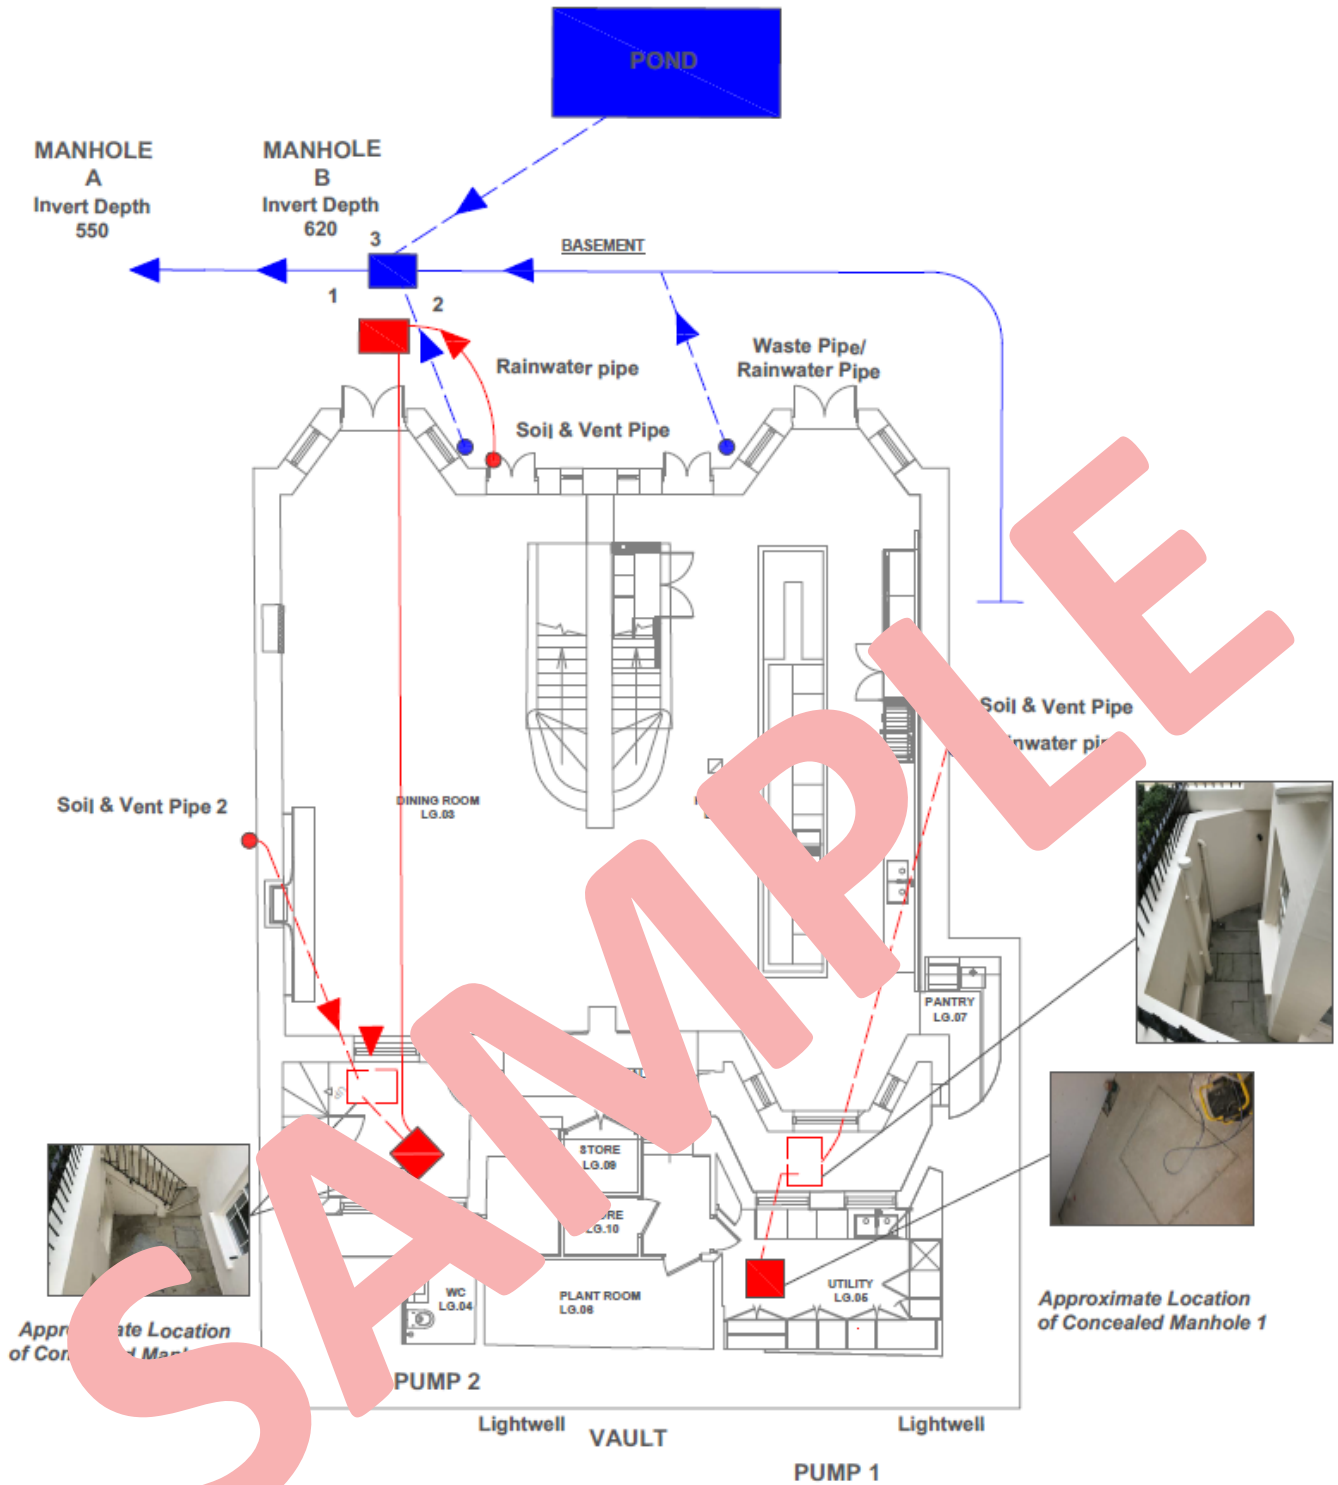 POND
MANHOLE
A
Invert Depth
550
MANHOLE
B
Invert Depth
620
3
BASEMENT
1
2
Waste Pipe/
Rainwater Pipe
Rainwater pipe
Soil & Vent Pipe
Soil & Vent Pipe
pipe
Soil & Vent Pipe 2
DINING ROOM
LG.03
PANTRY
LG.07
STORE
LG.09
LG.10
WC
LG.04
PLANT ROOM
LG.06
UTILITY
LG.05
Approximate Location
of Concealed Manhole 1
Location
of
PUMP 2
Lightwell
VAULT
Lightwell
PUMP 1
SAMPLE